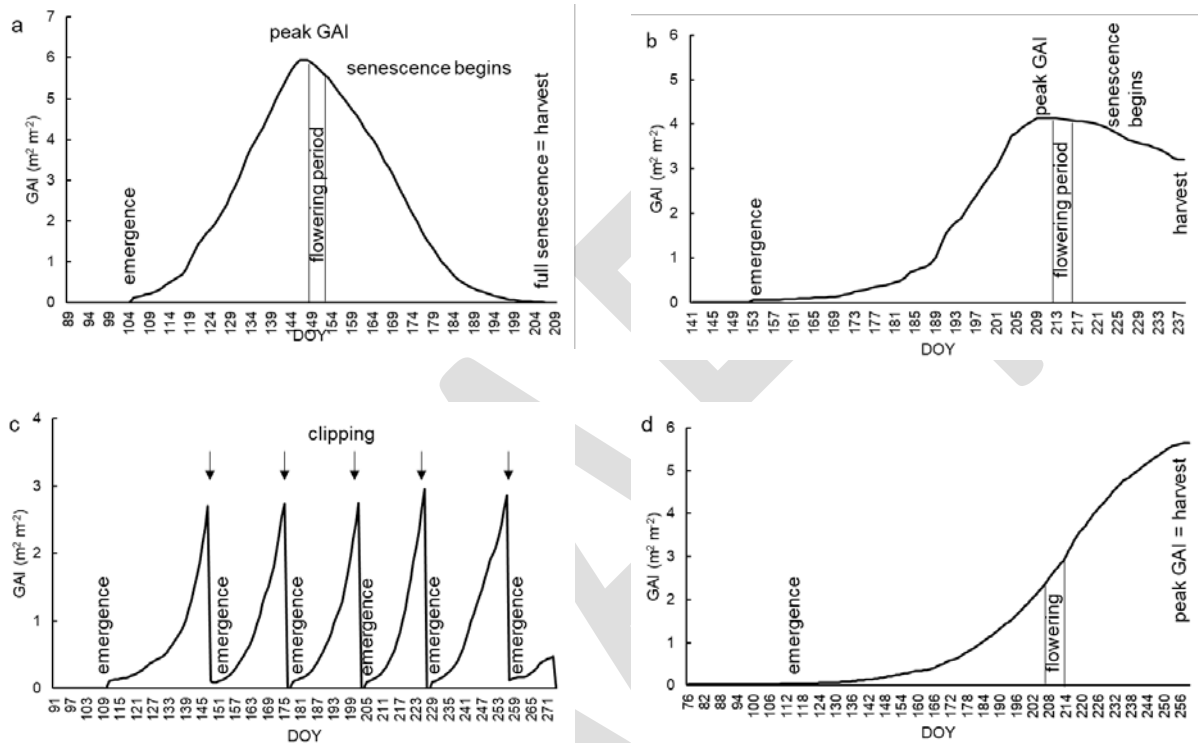 a
GAI (m² m⁻²)
7
6
5
4
3
2
1
0
peak GAI
senescence begins
emergence
flowering period
full senescence = harvest
89 94 99 104 109 114 119 124 129 134 139 144 149 154 159 164 169 174 179 184 189 194 199 204 209
DOY
b
GAI (m² m⁻²)
6
5
4
3
2
1
0
emergence
peak GAI
flowering period
senescence
begins
harvest
141 145 149 153 157 161 165 169 173 177 181 185 189 193 197 201 205 209 213 217 221 225 229 233 237
DOY
c
GAI (m² m⁻²)
4
3
2
1
0
clipping
emergence
emergence
emergence
emergence
emergence
emergence
91 97 103 109 115 121 127 133 139 145 151 157 163 169 175 181 187 193 199 205 211 217 223 229 235 241 247 253 259 265 271
DOY
d
GAI (m² m⁻²)
6
5
4
3
2
1
0
emergence
flowering
peak GAI = harvest
76 82 88 94 100 106 112 118 124 130 136 142 148 154 160 166 172 178 184 190 196 202 208 214 220 226 232 238 244 250 256
DOY